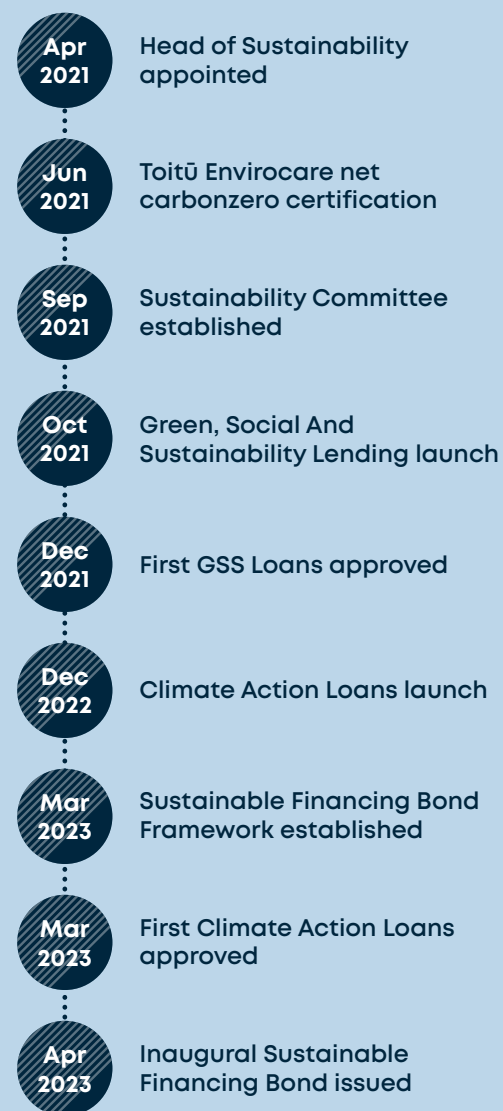 Apr
2021
Head of Sustainability
appointed
Jun
2021
Toitū Envirocare net
carbonzero certification
Sep
2021
Sustainability Committee
established
Oct
2021
Green, Social And
Sustainability Lending launch
Dec
2021
First GSS Loans approved
Dec
2022
Climate Action Loans launch
Mar
2023
Sustainable Financing Bond
Framework established
Mar
2023
First Climate Action Loans
approved
Apr
2023
Inaugural Sustainable
Financing Bond issued